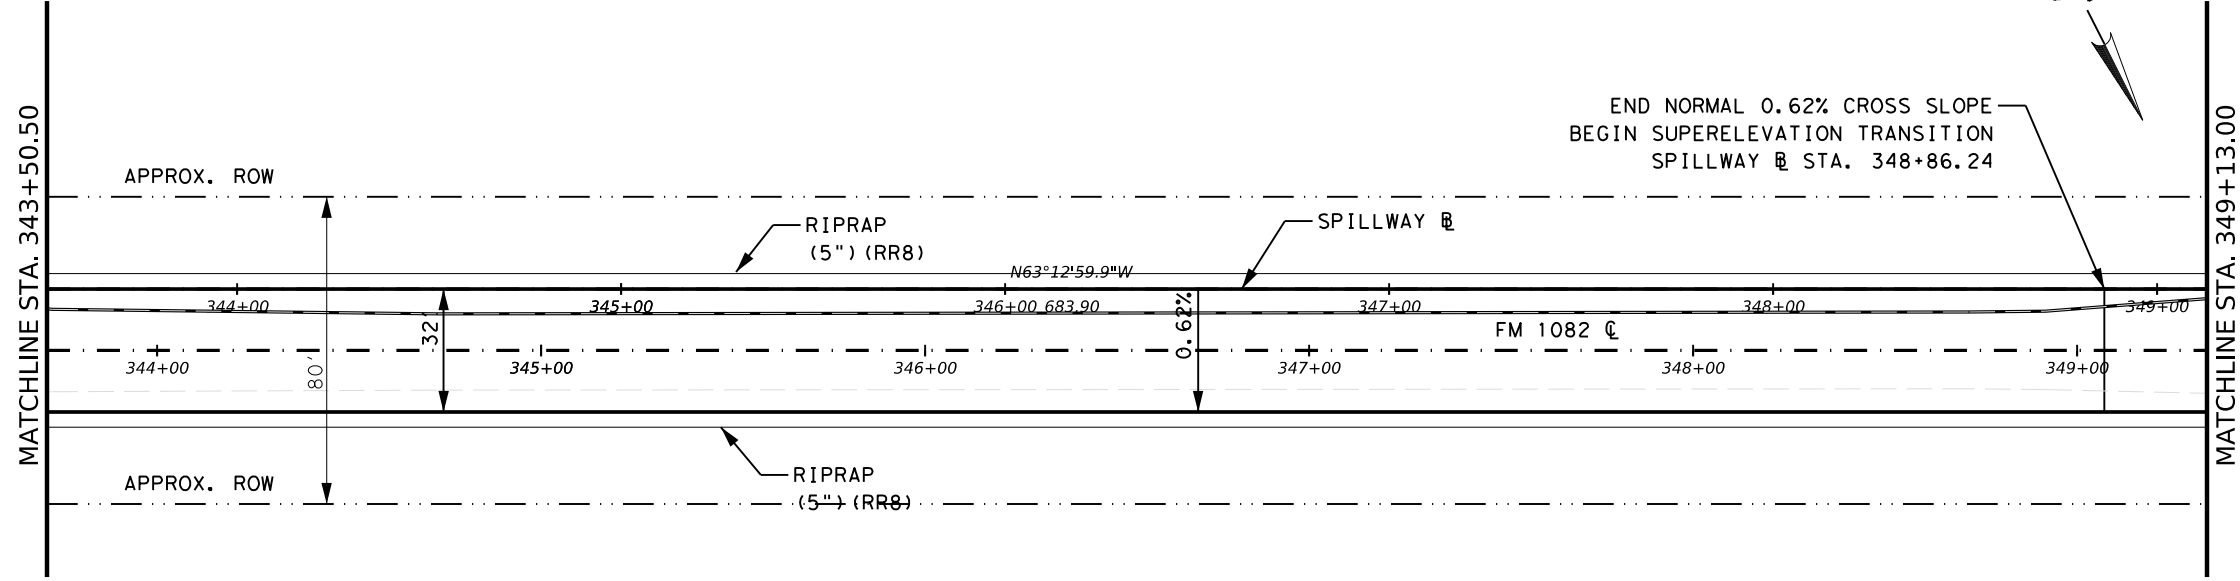 MATCHLINE STA. 343+50.50
END NORMAL 0.62% CROSS SLOPE
BEGIN SUPERELEVATION TRANSITION
SPILLWAY ⅊ STA. 348+86.24
APPROX. ROW
RIPRAP
(5")(RR8)
SPILLWAY ⅊
N63°12'59.9"W
344+00
345+00
346+00
683.90
347+00
348+00
349+00
32'
0.62%
FM 1082 ℄
80'
344+00
345+00
346+00
347+00
348+00
349+00
RIPRAP
(5")(RR8)
APPROX. ROW
MATCHLINE STA. 349+13.00